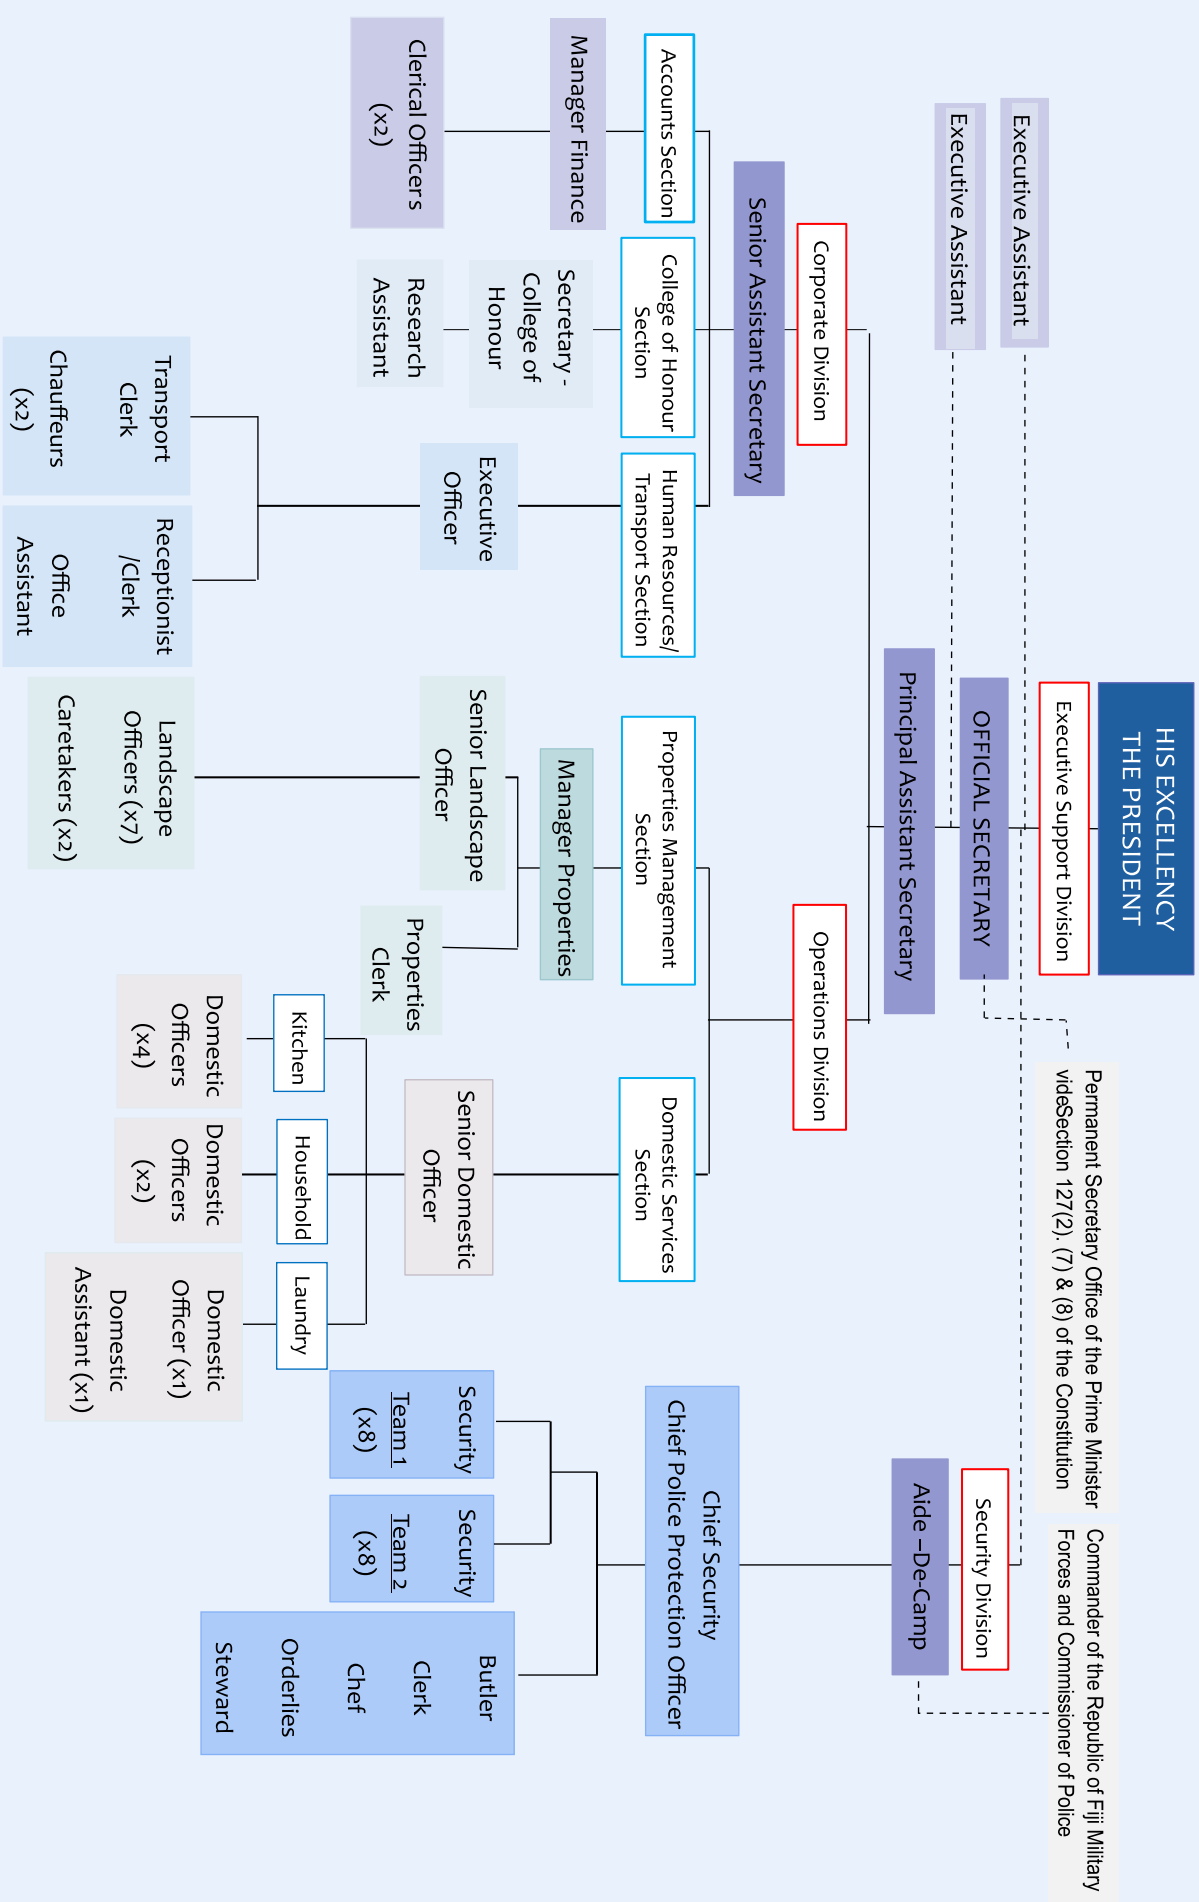 HIS EXCELLENCY
THE PRESIDENT
Executive Support Division
OFFICIAL SECRETARY
Executive Assistant
Executive Assistant
Permanent Secretary Office of the Prime Minister
videSection 127(2). (7) & (8) of the Constitution
Commander of the Republic of Fiji Military
Forces and Commissioner of Police
Principal Assistant Secretary
Security Division
Aide –De-Camp
Corporate Division
Operations Division
Senior Assistant Secretary
Chief Security
Chief Police Protection Officer
Accounts Section
College of Honour
Section
Human Resources/
Transport Section
Properties Management
Section
Domestic Services
Section
Manager Finance
Clerical Officers
(x2)
Secretary -
College of
Honour
Research
Assistant
Executive
Officer
Transport
Clerk
Chauffeurs
(x2)
Receptionist
/Clerk
Office
Assistant
Manager Properties
Senior Landscape
Officer
Landscape
Officers (x7)
Caretakers (x2)
Properties
Clerk
Senior Domestic
Officer
Kitchen
Household
Laundry
Domestic
Officers
(x4)
Domestic
Officers
(x2)
Domestic
Officer (x1)
Domestic
Assistant (x1)
Security
Team 1
(x8)
Security
Team 2
(x8)
Butler
Clerk
Chef
Orderlies
Steward